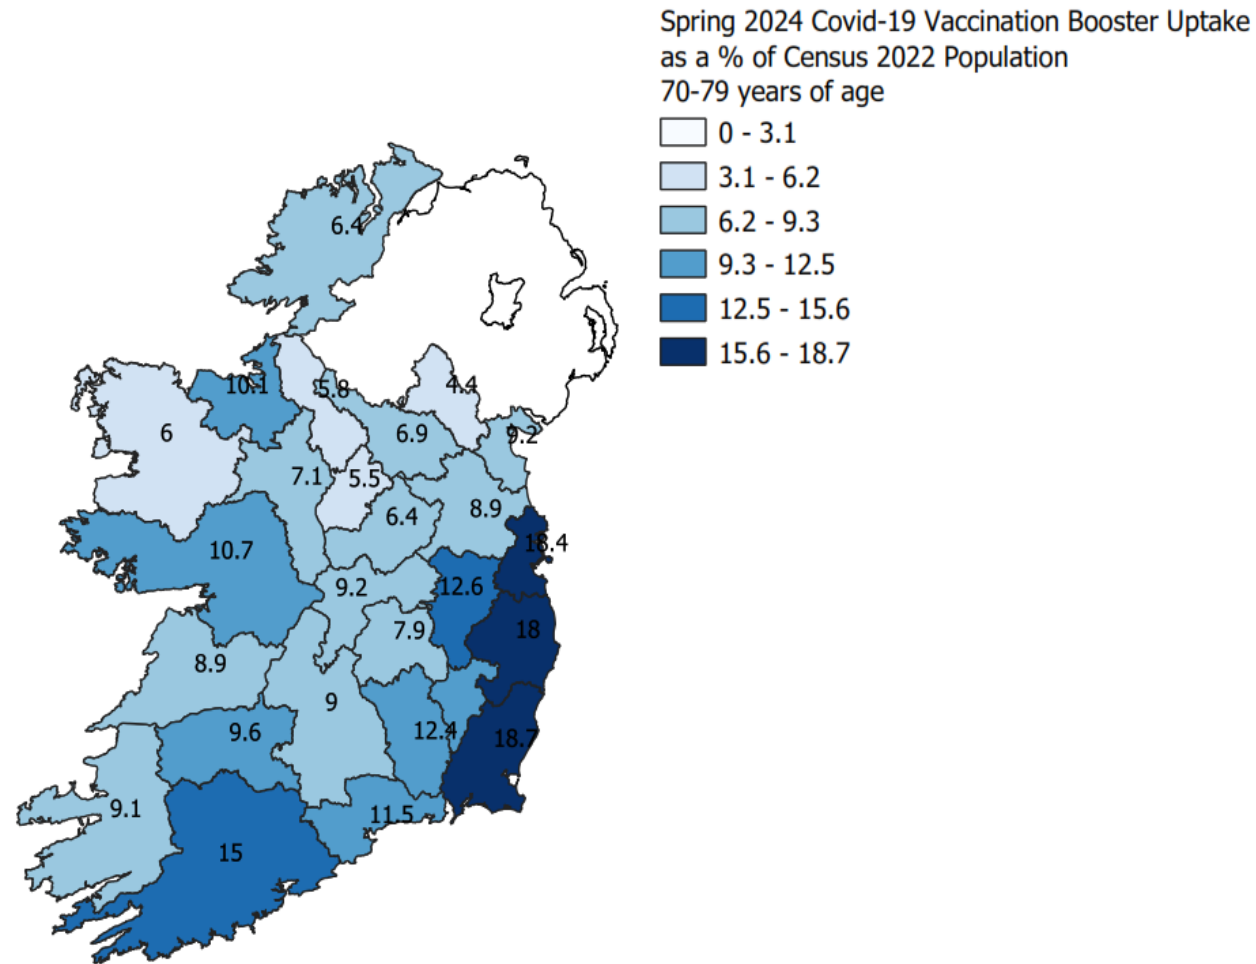 Spring 2024 Covid-19 Vaccination Booster Uptake
as a % of Census 2022 Population
70-79 years of age
0 - 3.1
3.1 - 6.2
6.2 - 9.3
9.3 - 12.5
12.5 - 15.6
15.6 - 18.7
6.4
10.1
5.8
4.4
6
6.9
9.2
7.1
5.5
8.9
6.4
10.7
18.4
9.2
12.6
7.9
18
8.9
9
9.6
12.4
18.7
9.1
11.5
15